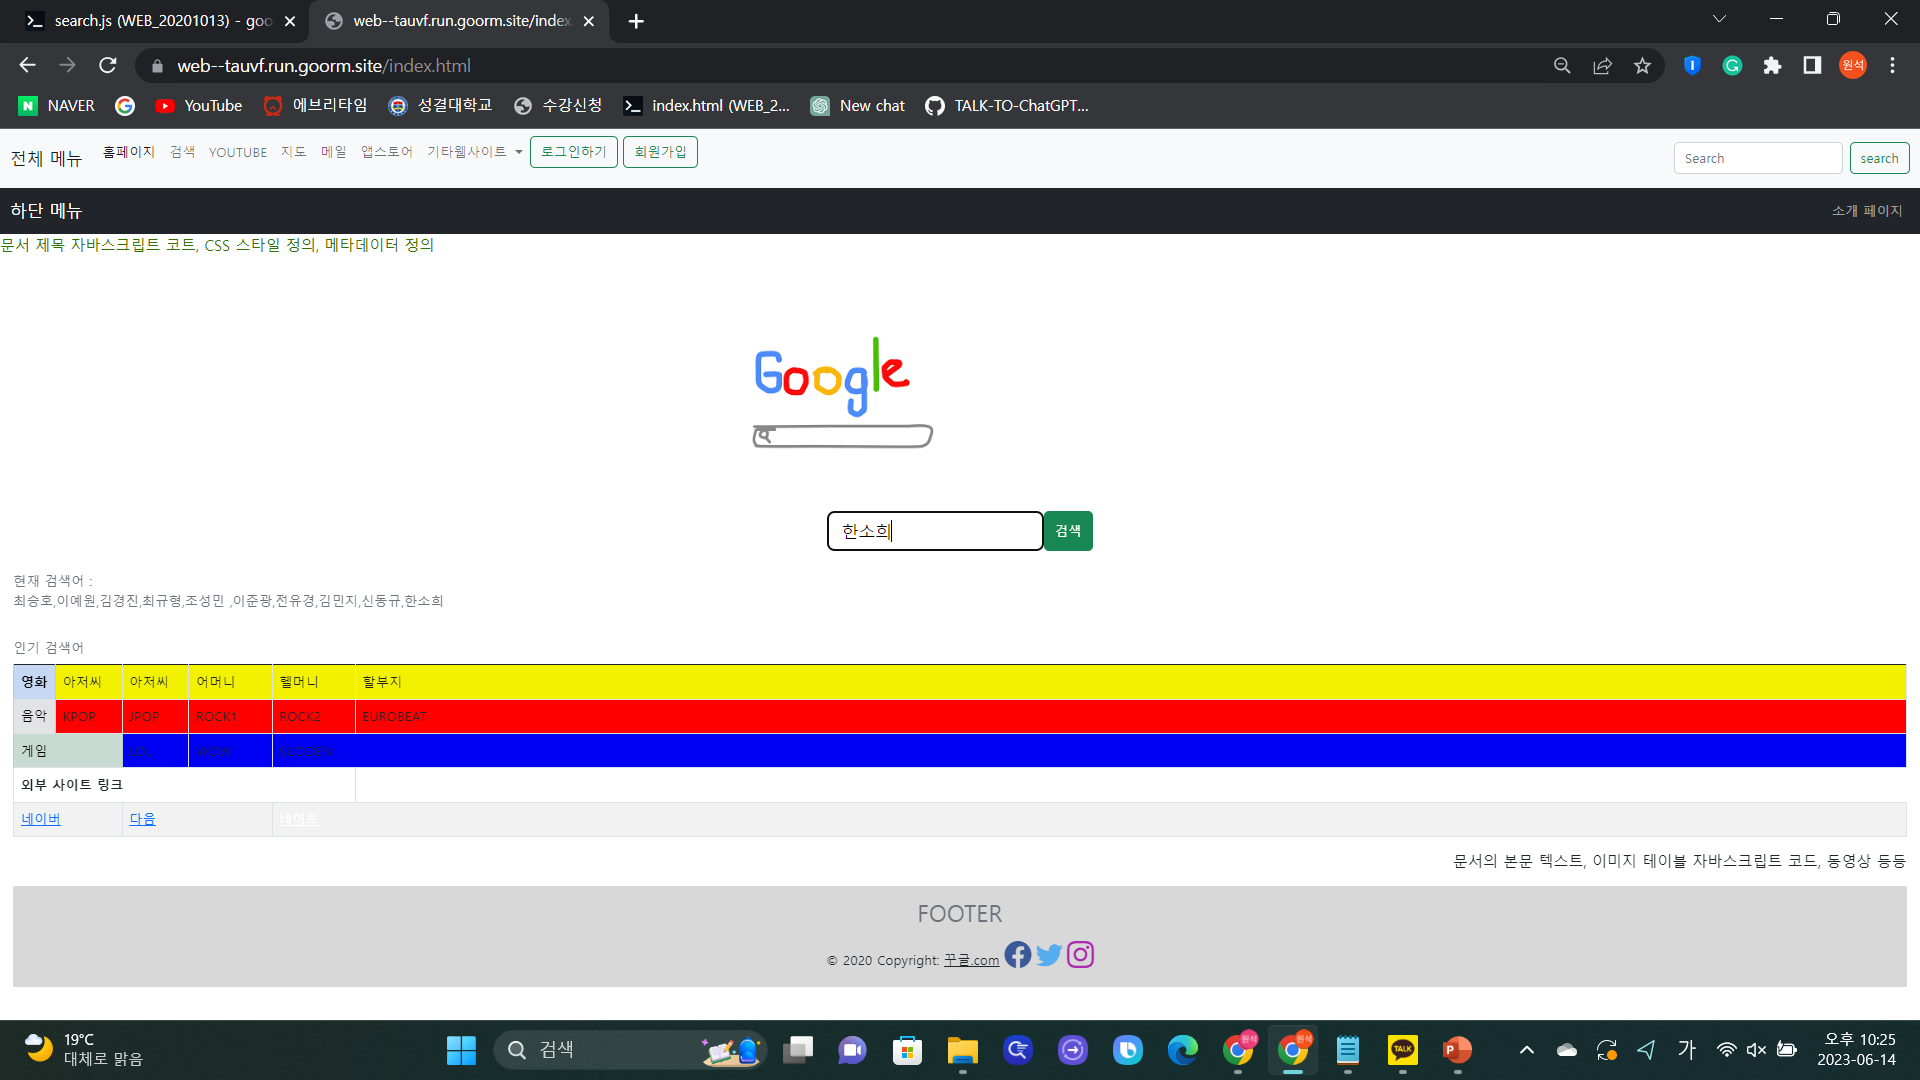 search.js (WEB_20201013) - goo
web--tauvf.run.goorm.site/index
web--tauvf.run.goorm.site/index.html
원석
NAVER
YouTube
에브리타임
성결대학교
수강신청
index.html (WEB_2...
New chat
TALK-TO-ChatGPT...
전체 메뉴 홈페이지 검색 YOUTUBE 지도 메일 앱스토어 기타웹사이트 로그인하기 회원가입 Search search
하단 메뉴 소개 페이지
문서 제목 자바스크립트 코트, CSS 스타일 정의, 메타데이터 정의
Google
한소희 검색
현재 검색어 :
최승호,이예원,김경진,최규형,조성민 ,이준광,전유경,김민지,신동규,한소희
인기 검색어
영화 아저씨 아저씨 어머니 헬머니 할부지
음악 KPOP JPOP ROCK1 ROCK2 EUROBEAT
게임
외부 사이트 링크
네이버 다음 네이트
문서의 본문 텍스트, 이미지 테이블 자바스크립트 코드, 동영상 등등
FOOTER
© 2020 Copyright: 꾸글.com
19°C
대체로 맑음
검색
원석
원석
TALK
가
오후 10:25
2023-06-14